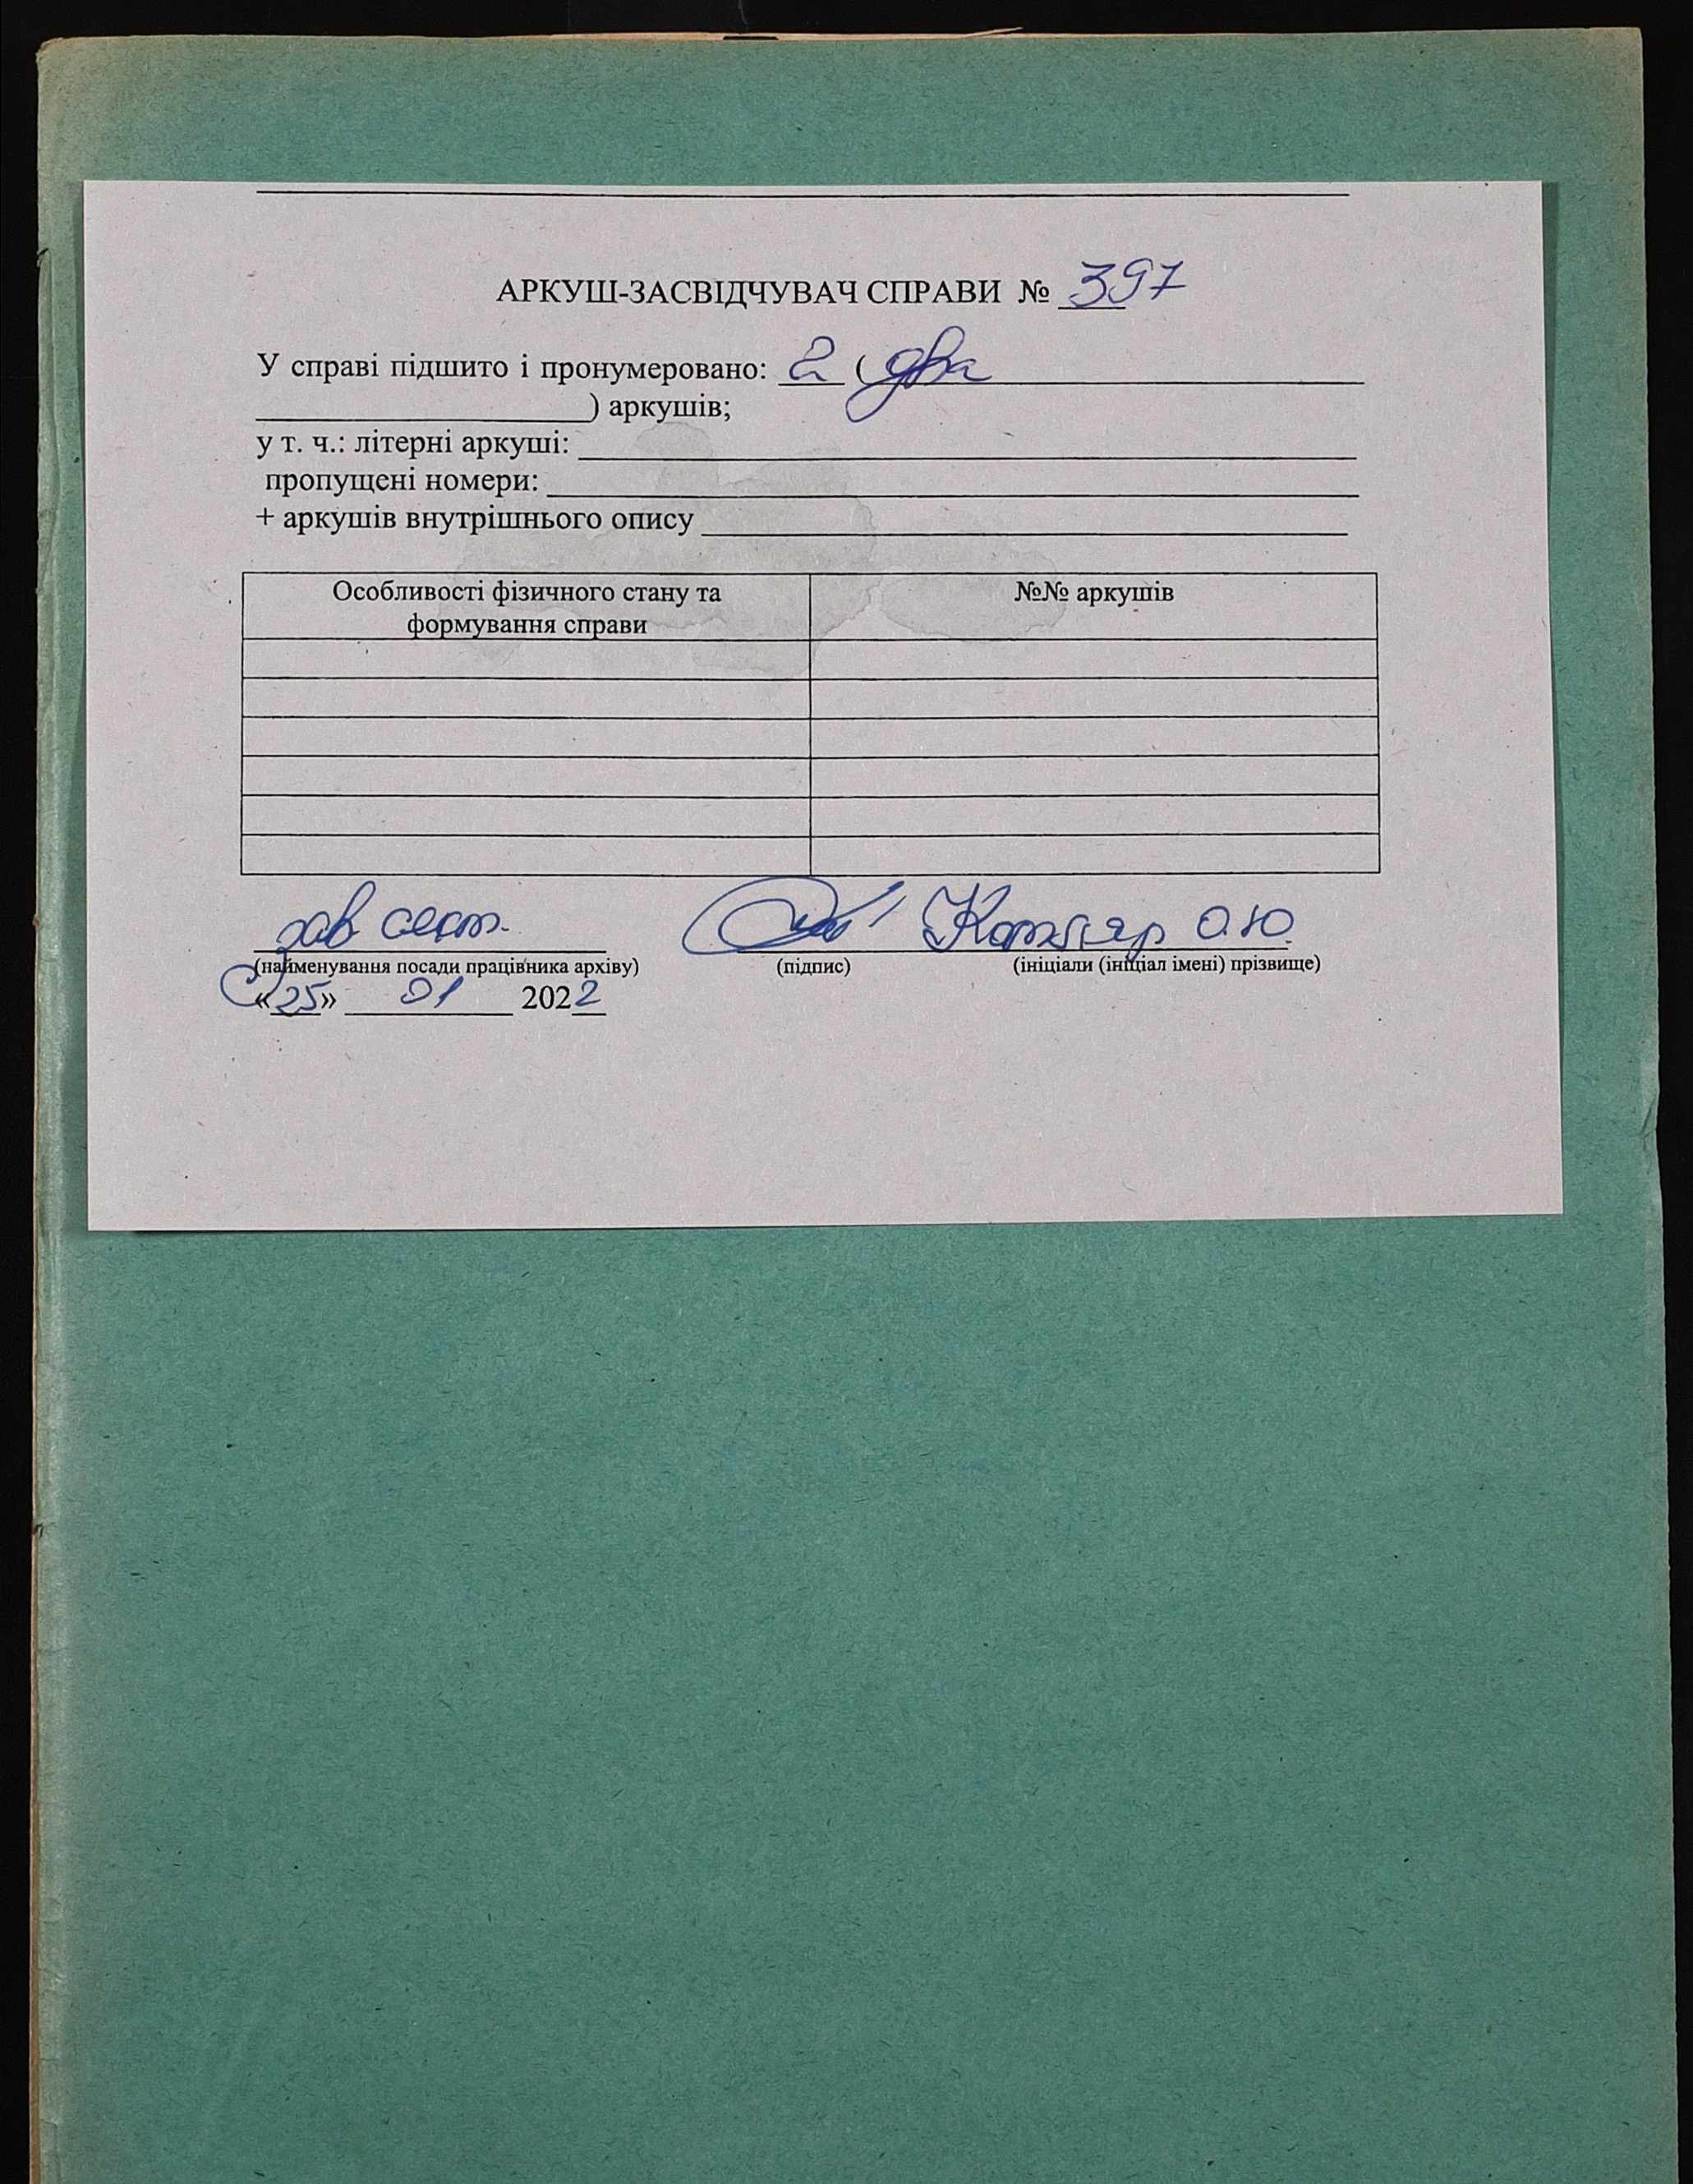 АРКУШ-ЗАСВІДЧУВАЧ СПРАВИ № 397
У справі підшито і пронумеровано: 2 (два
) аркушів;
у т. ч.: літерні аркуші:
пропущені номери:
+ аркушів внутрішнього опису
Особливості фізичного стану та формування справи
№№ аркушів
зав О.Ю.
(найменування посади працівника архіву) (підпис) (ініціали (ініціал імені) прізвище)
«25» 01 2022